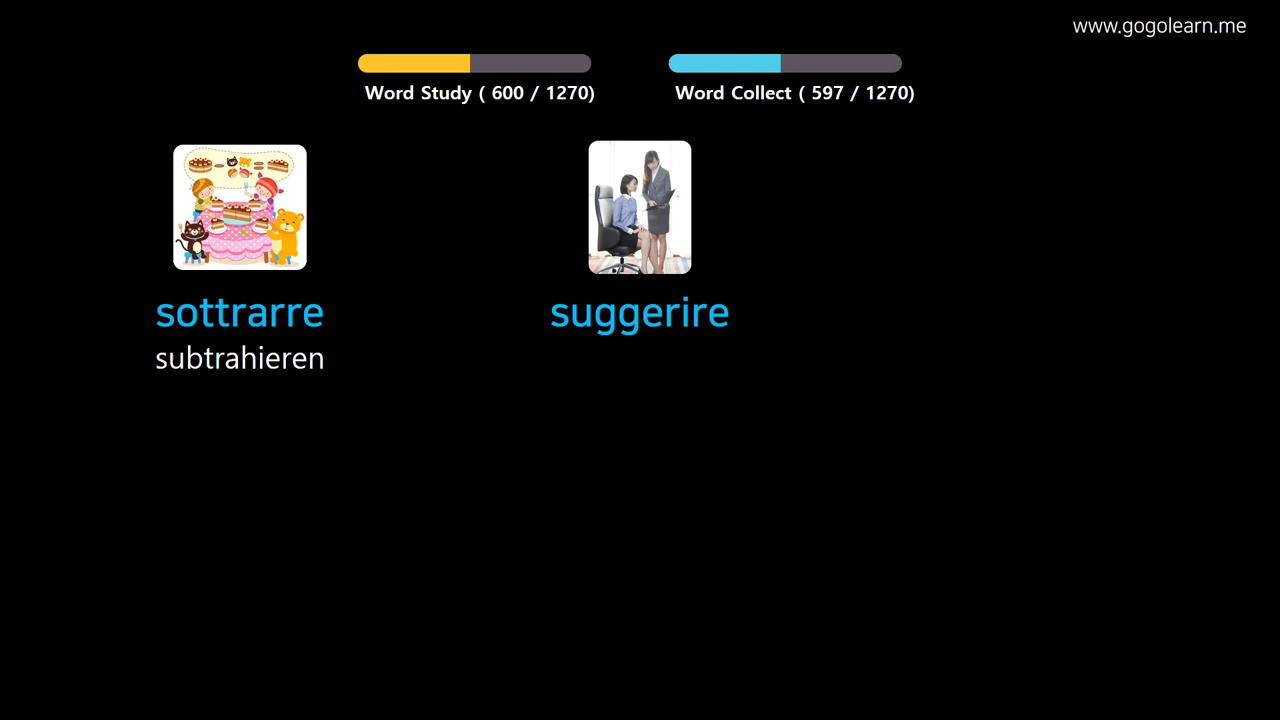 www.gogolearn.me
Word Study ( 600 / 1270)
Word Collect ( 597 / 1270)
sottrarre
subtrahieren
suggerire